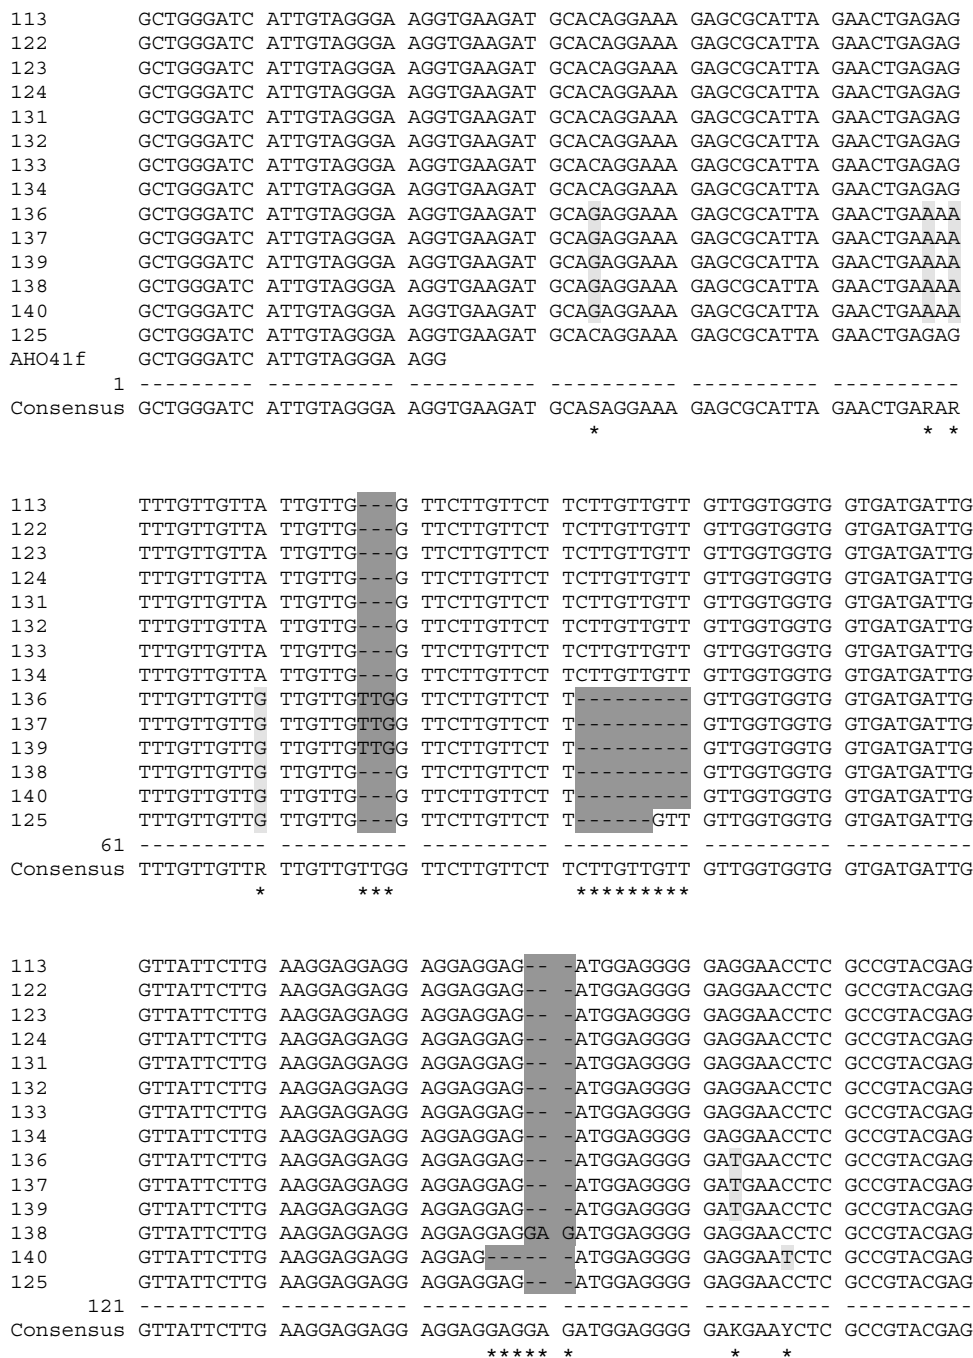 113 GCTGGGATC ATTGTAGGGA AGGTGAAGAT GCACAGGAAA GAGCGCATTA GAACTGAGAG
122 GCTGGGATC ATTGTAGGGA AGGTGAAGAT GCACAGGAAA GAGCGCATTA GAACTGAGAG
123 GCTGGGATC ATTGTAGGGA AGGTGAAGAT GCACAGGAAA GAGCGCATTA GAACTGAGAG
124 GCTGGGATC ATTGTAGGGA AGGTGAAGAT GCACAGGAAA GAGCGCATTA GAACTGAGAG
131 GCTGGGATC ATTGTAGGGA AGGTGAAGAT GCACAGGAAA GAGCGCATTA GAACTGAGAG
132 GCTGGGATC ATTGTAGGGA AGGTGAAGAT GCACAGGAAA GAGCGCATTA GAACTGAGAG
133 GCTGGGATC ATTGTAGGGA AGGTGAAGAT GCACAGGAAA GAGCGCATTA GAACTGAGAG
134 GCTGGGATC ATTGTAGGGA AGGTGAAGAT GCACAGGAAA GAGCGCATTA GAACTGAGAG
136 GCTGGGATC ATTGTAGGGA AGGTGAAGAT GCAGAGGAAA GAGCGCATTA GAACTGAAAA
137 GCTGGGATC ATTGTAGGGA AGGTGAAGAT GCAGAGGAAA GAGCGCATTA GAACTGAAAA
139 GCTGGGATC ATTGTAGGGA AGGTGAAGAT GCAGAGGAAA GAGCGCATTA GAACTGAAAA
138 GCTGGGATC ATTGTAGGGA AGGTGAAGAT GCAGAGGAAA GAGCGCATTA GAACTGAAAA
140 GCTGGGATC ATTGTAGGGA AGGTGAAGAT GCAGAGGAAA GAGCGCATTA GAACTGAAAA
125 GCTGGGATC ATTGTAGGGA AGGTGAAGAT GCACAGGAAA GAGCGCATTA GAACTGAGAG
AHO41f GCTGGGATC ATTGTAGGGA AGG
1 --------- ---------- ---------- ---------- ---------- ----------
Consensus GCTGGGATC ATTGTAGGGA AGGTGAAGAT GCASAGGAAA GAGCGCATTA GAACTGARAR
* * *
113 TTTGTTGTTA TTGTTG---G TTCTTGTTCT TCTTGTTGTT GTTGGTGGTG GTGATGATTG
122 TTTGTTGTTA TTGTTG---G TTCTTGTTCT TCTTGTTGTT GTTGGTGGTG GTGATGATTG
123 TTTGTTGTTA TTGTTG---G TTCTTGTTCT TCTTGTTGTT GTTGGTGGTG GTGATGATTG
124 TTTGTTGTTA TTGTTG---G TTCTTGTTCT TCTTGTTGTT GTTGGTGGTG GTGATGATTG
131 TTTGTTGTTA TTGTTG---G TTCTTGTTCT TCTTGTTGTT GTTGGTGGTG GTGATGATTG
132 TTTGTTGTTA TTGTTG---G TTCTTGTTCT TCTTGTTGTT GTTGGTGGTG GTGATGATTG
133 TTTGTTGTTA TTGTTG---G TTCTTGTTCT TCTTGTTGTT GTTGGTGGTG GTGATGATTG
134 TTTGTTGTTA TTGTTG---G TTCTTGTTCT TCTTGTTGTT GTTGGTGGTG GTGATGATTG
136 TTTGTTGTTG TTGTTGTTGG TTCTTGTTCT T--------- GTTGGTGGTG GTGATGATTG
137 TTTGTTGTTG TTGTTGTTGG TTCTTGTTCT T--------- GTTGGTGGTG GTGATGATTG
139 TTTGTTGTTG TTGTTGTTGG TTCTTGTTCT T--------- GTTGGTGGTG GTGATGATTG
138 TTTGTTGTTG TTGTTG---G TTCTTGTTCT T--------- GTTGGTGGTG GTGATGATTG
140 TTTGTTGTTG TTGTTG---G TTCTTGTTCT T--------- GTTGGTGGTG GTGATGATTG
125 TTTGTTGTTG TTGTTG---G TTCTTGTTCT T------GTT GTTGGTGGTG GTGATGATTG
61 ---------- ---------- ---------- ---------- ---------- ----------
Consensus TTTGTTGTTR TTGTTGTTGG TTCTTGTTCT TCTTGTTGTT GTTGGTGGTG GTGATGATTG
* *** *********
113 GTTATTCTTG AAGGAGGAGG AGGAGGAG-- -ATGGAGGGG GAGGAACCTC GCCGTACGAG
122 GTTATTCTTG AAGGAGGAGG AGGAGGAG-- -ATGGAGGGG GAGGAACCTC GCCGTACGAG
123 GTTATTCTTG AAGGAGGAGG AGGAGGAG-- -ATGGAGGGG GAGGAACCTC GCCGTACGAG
124 GTTATTCTTG AAGGAGGAGG AGGAGGAG-- -ATGGAGGGG GAGGAACCTC GCCGTACGAG
131 GTTATTCTTG AAGGAGGAGG AGGAGGAG-- -ATGGAGGGG GAGGAACCTC GCCGTACGAG
132 GTTATTCTTG AAGGAGGAGG AGGAGGAG-- -ATGGAGGGG GAGGAACCTC GCCGTACGAG
133 GTTATTCTTG AAGGAGGAGG AGGAGGAG-- -ATGGAGGGG GAGGAACCTC GCCGTACGAG
134 GTTATTCTTG AAGGAGGAGG AGGAGGAG-- -ATGGAGGGG GAGGAACCTC GCCGTACGAG
136 GTTATTCTTG AAGGAGGAGG AGGAGGAG-- -ATGGAGGGG GATGAACCTC GCCGTACGAG
137 GTTATTCTTG AAGGAGGAGG AGGAGGAG-- -ATGGAGGGG GATGAACCTC GCCGTACGAG
139 GTTATTCTTG AAGGAGGAGG AGGAGGAG-- -ATGGAGGGG GATGAACCTC GCCGTACGAG
138 GTTATTCTTG AAGGAGGAGG AGGAGGAGGA GATGGAGGGG GAGGAACCTC GCCGTACGAG
140 GTTATTCTTG AAGGAGGAGG AGGAG----- -ATGGAGGGG GAGGAATCTC GCCGTACGAG
125 GTTATTCTTG AAGGAGGAGG AGGAGGAG-- -ATGGAGGGG GAGGAACCTC GCCGTACGAG
121 ---------- ---------- ---------- ---------- ---------- ----------
Consensus GTTATTCTTG AAGGAGGAGG AGGAGGAGGA GATGGAGGGG GAKGAAYCTC GCCGTACGAG
***** * * *